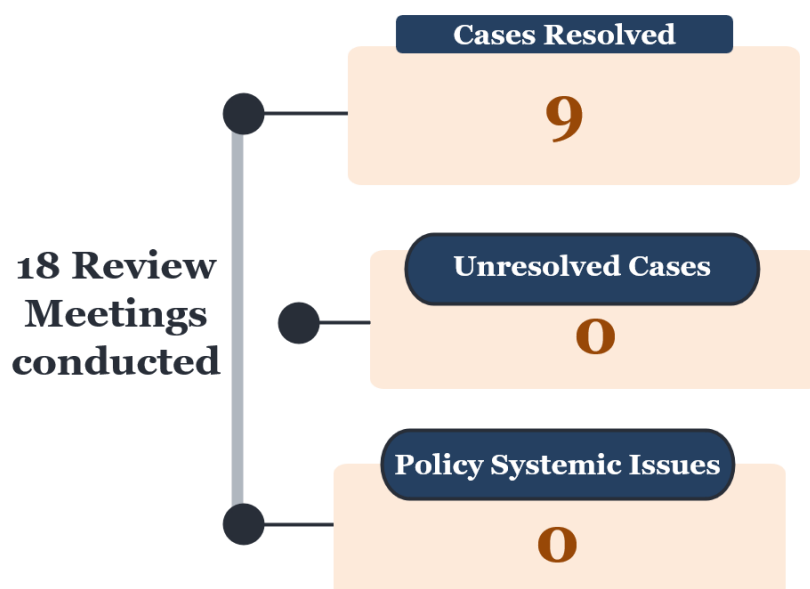 Cases Resolved
9
18 Review
Meetings
conducted
Unresolved Cases
0
Policy Systemic Issues
0